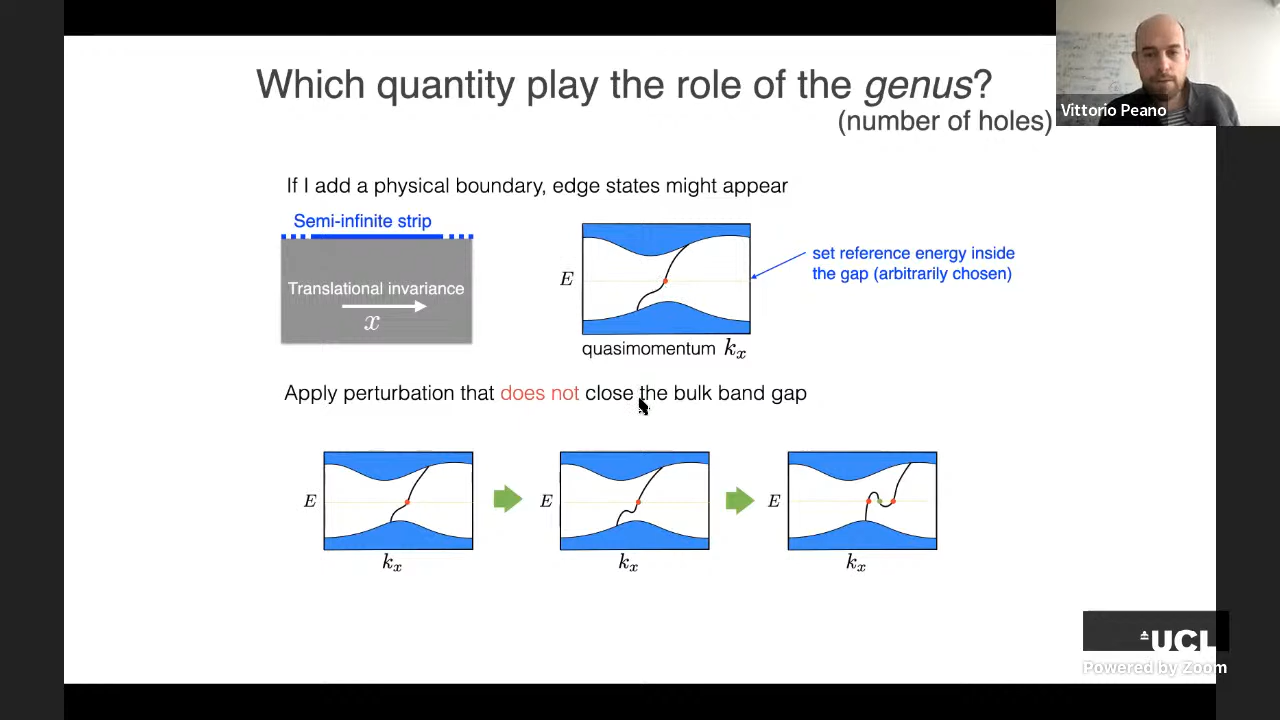 Which quantity play the role of the genus?
(number of holes)
Vittorio Peano
If I add a physical boundary, edge states might appear
Semi-infinite strip
Translational invariance
x
E
quasimomentum kx
set reference energy inside
the gap (arbitrarily chosen)
Apply perturbation that does not close the bulk band gap
E
kx
E
kx
E
kx
UCL
Powered by Zoom